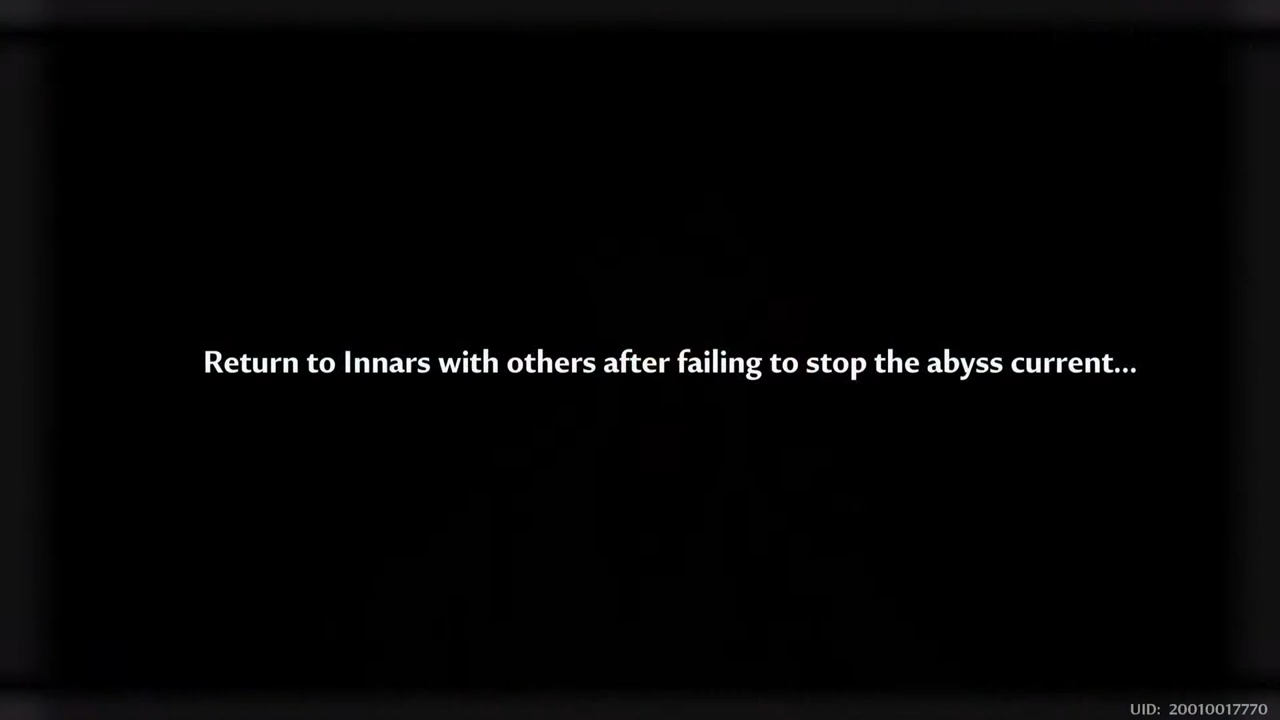 Return to Innars with others after failing to stop the abyss current...
UID: 20010017770